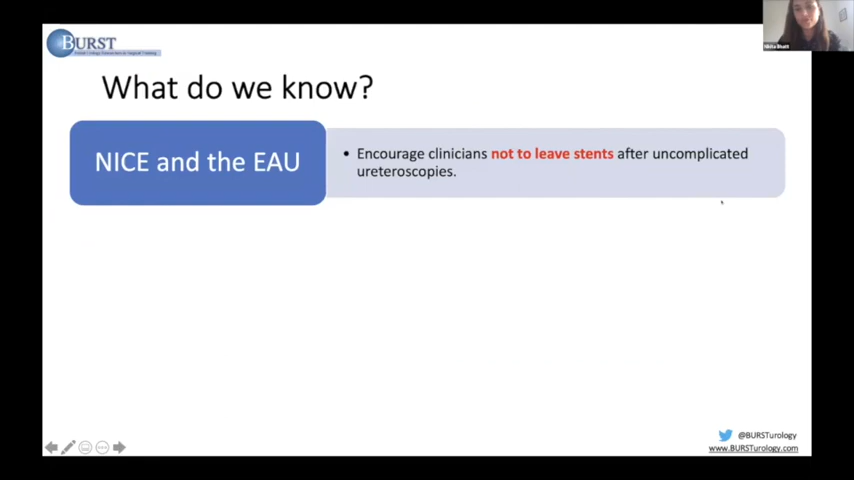 BURST
What do we know?
NICE and the EAU
• Encourage clinicians not to leave stents after uncomplicated
ureteroscopies.
@BURSTurology
www.BURSTurology.com